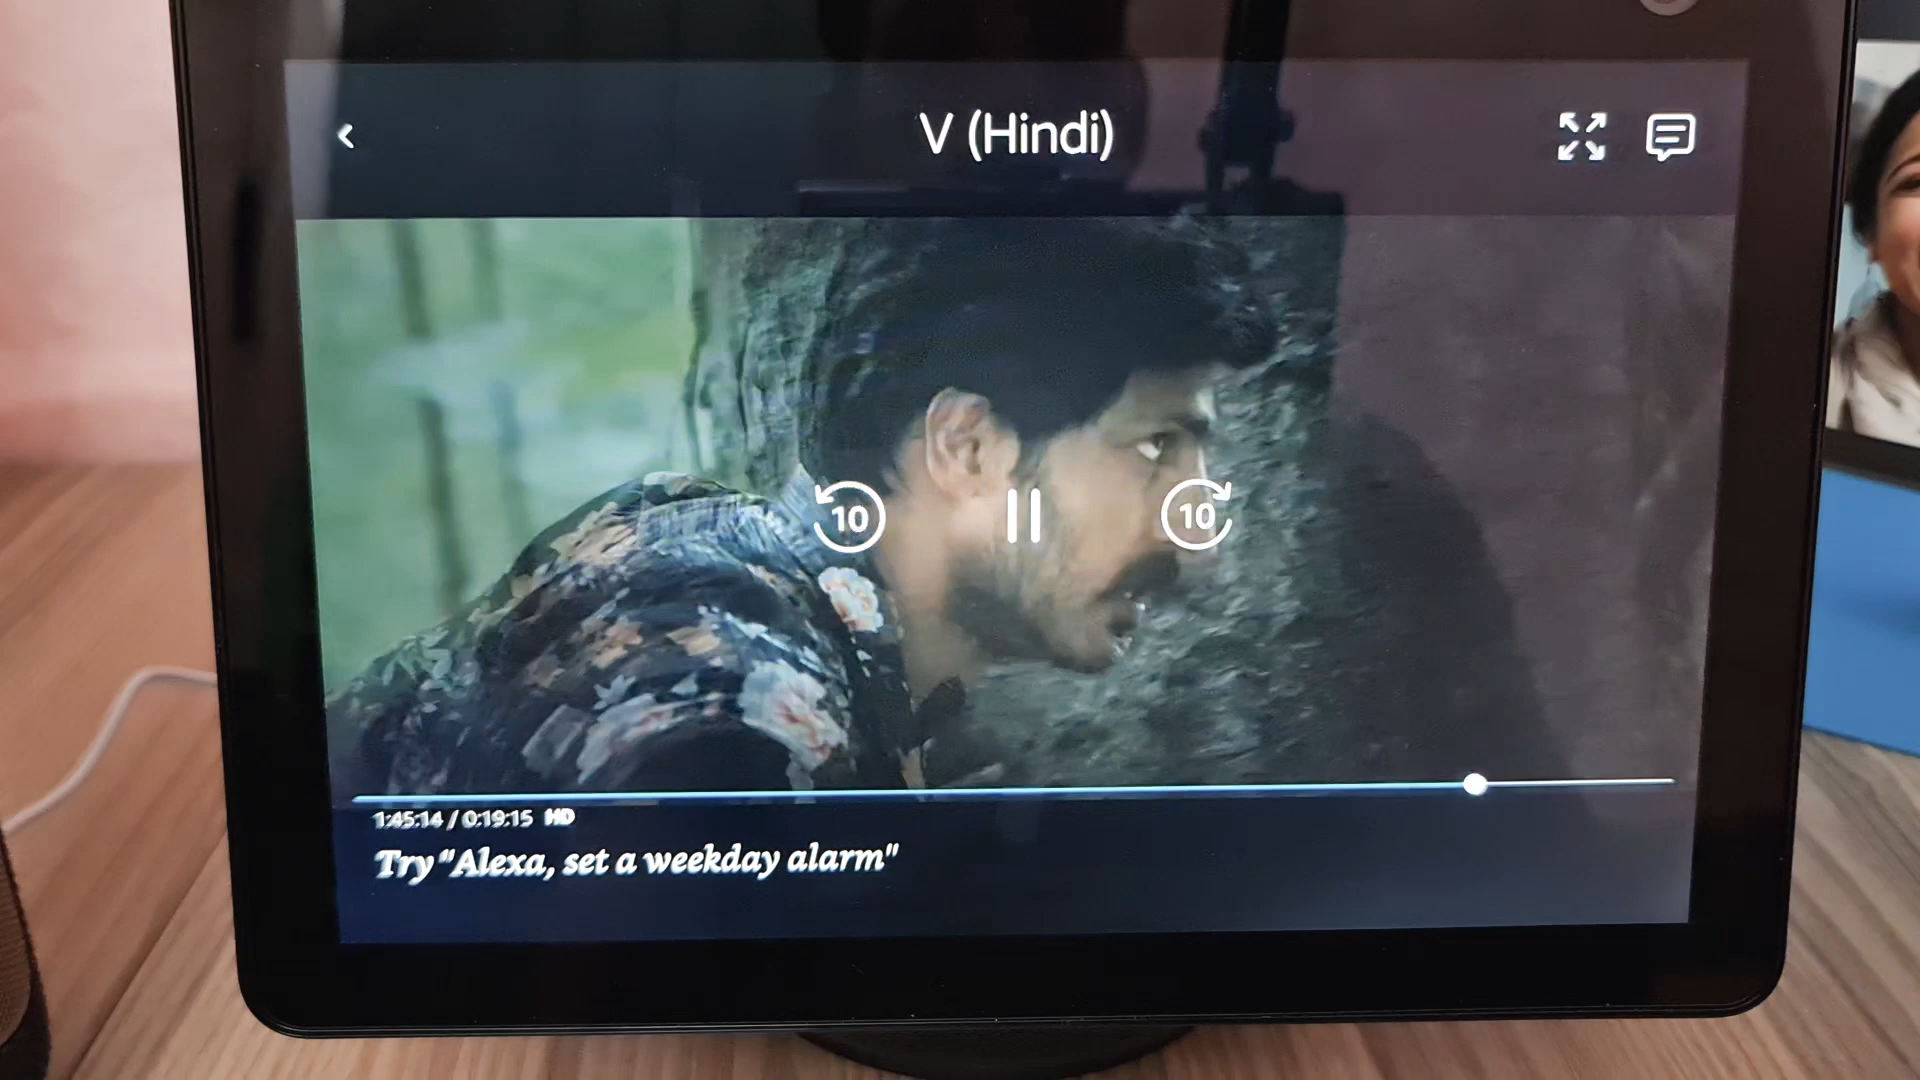 V (Hindi)
10
10
1:45:14 / 0:19:15 HD
Try "Alexa, set a weekday alarm"